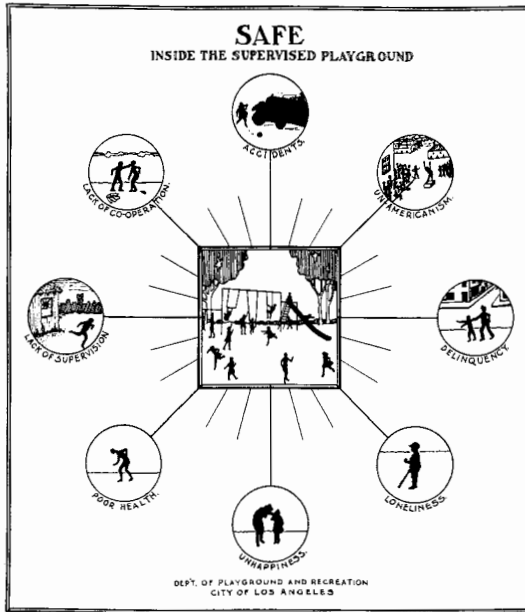 SAFE
INSIDE THE SUPERVISED PLAYGROUND
ACCIDENTS.
LACK OF CO-OPERATION.
UN-AMERICANISM.
LACK OF SUPERVISION
DELINQUENCY.
POOR HEALTH.
LONELINESS.
UNHAPPINESS.
DEP'T. OF PLAYGROUND AND RECREATION
CITY OF LOS ANGELES